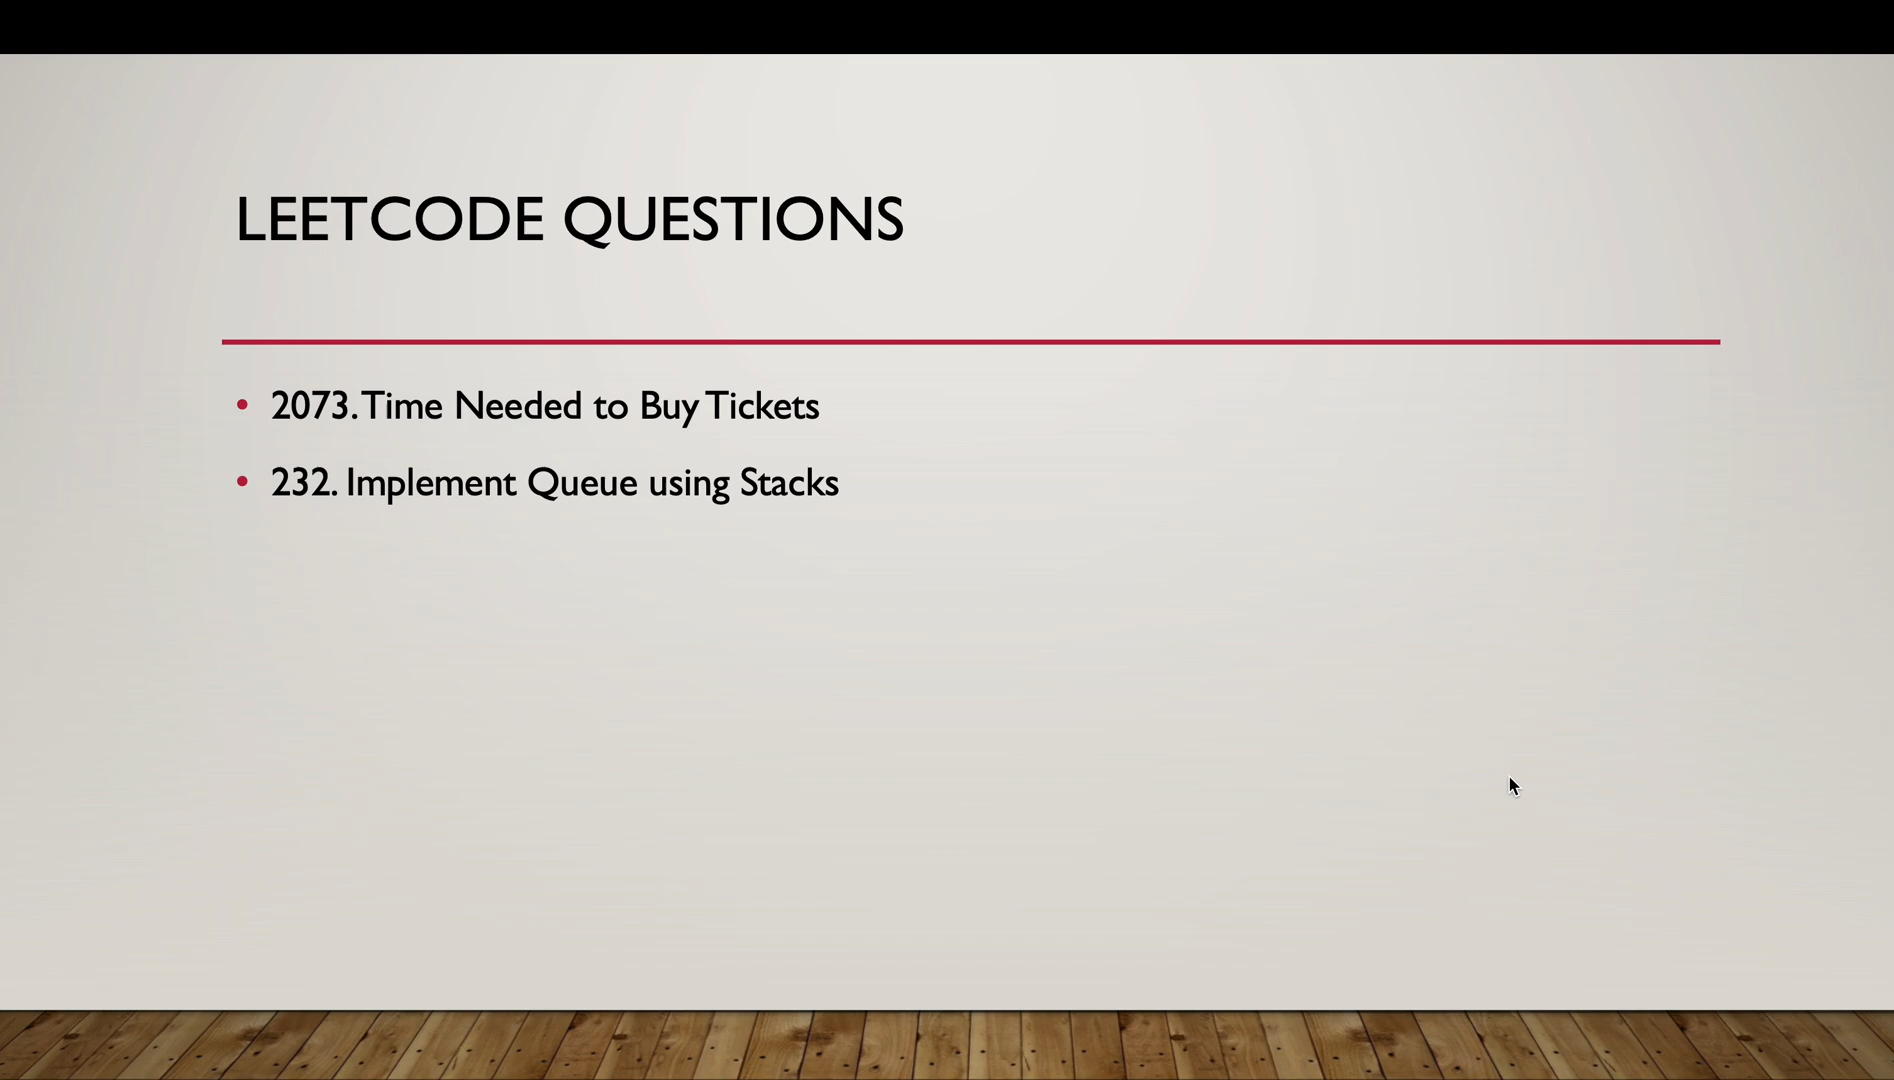 LEETCODE QUESTIONS
• 2073. Time Needed to Buy Tickets
• 232. Implement Queue using Stacks